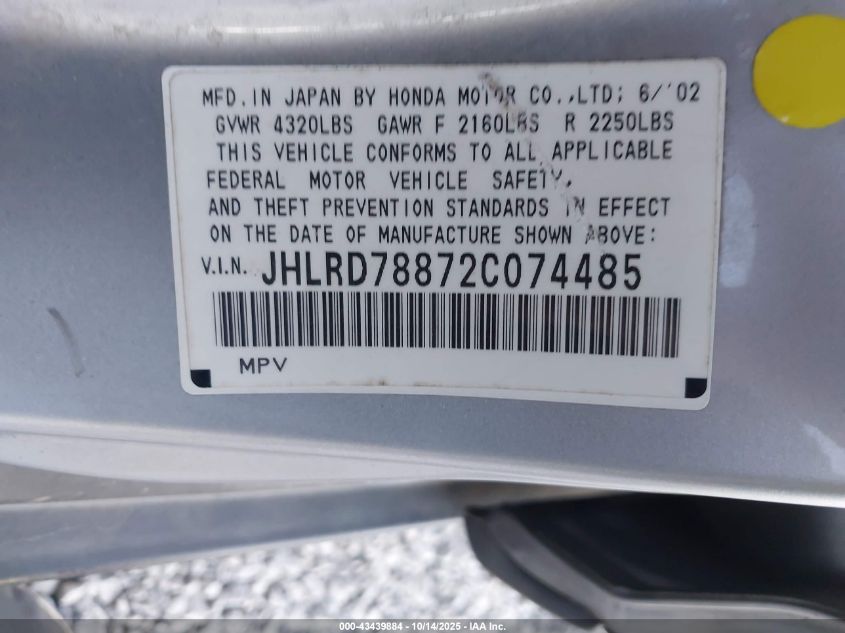 MFD. IN JAPAN BY HONDA MOTOR CO.,LTD; 6/'02
GVWR 4320LBS GAWR F 2160LBS R 2250LBS
THIS VEHICLE CONFORMS TO ALL APPLICABLE
FEDERAL MOTOR VEHICLE SAFETY,
AND THEFT PREVENTION STANDARDS IN EFFECT
ON THE DATE OF MANUFACTURE SHOWN ABOVE:
V.I.N. JHLRD78872C074485
MPV
000-43439884 | 10/14/2025 | IAA Inc.